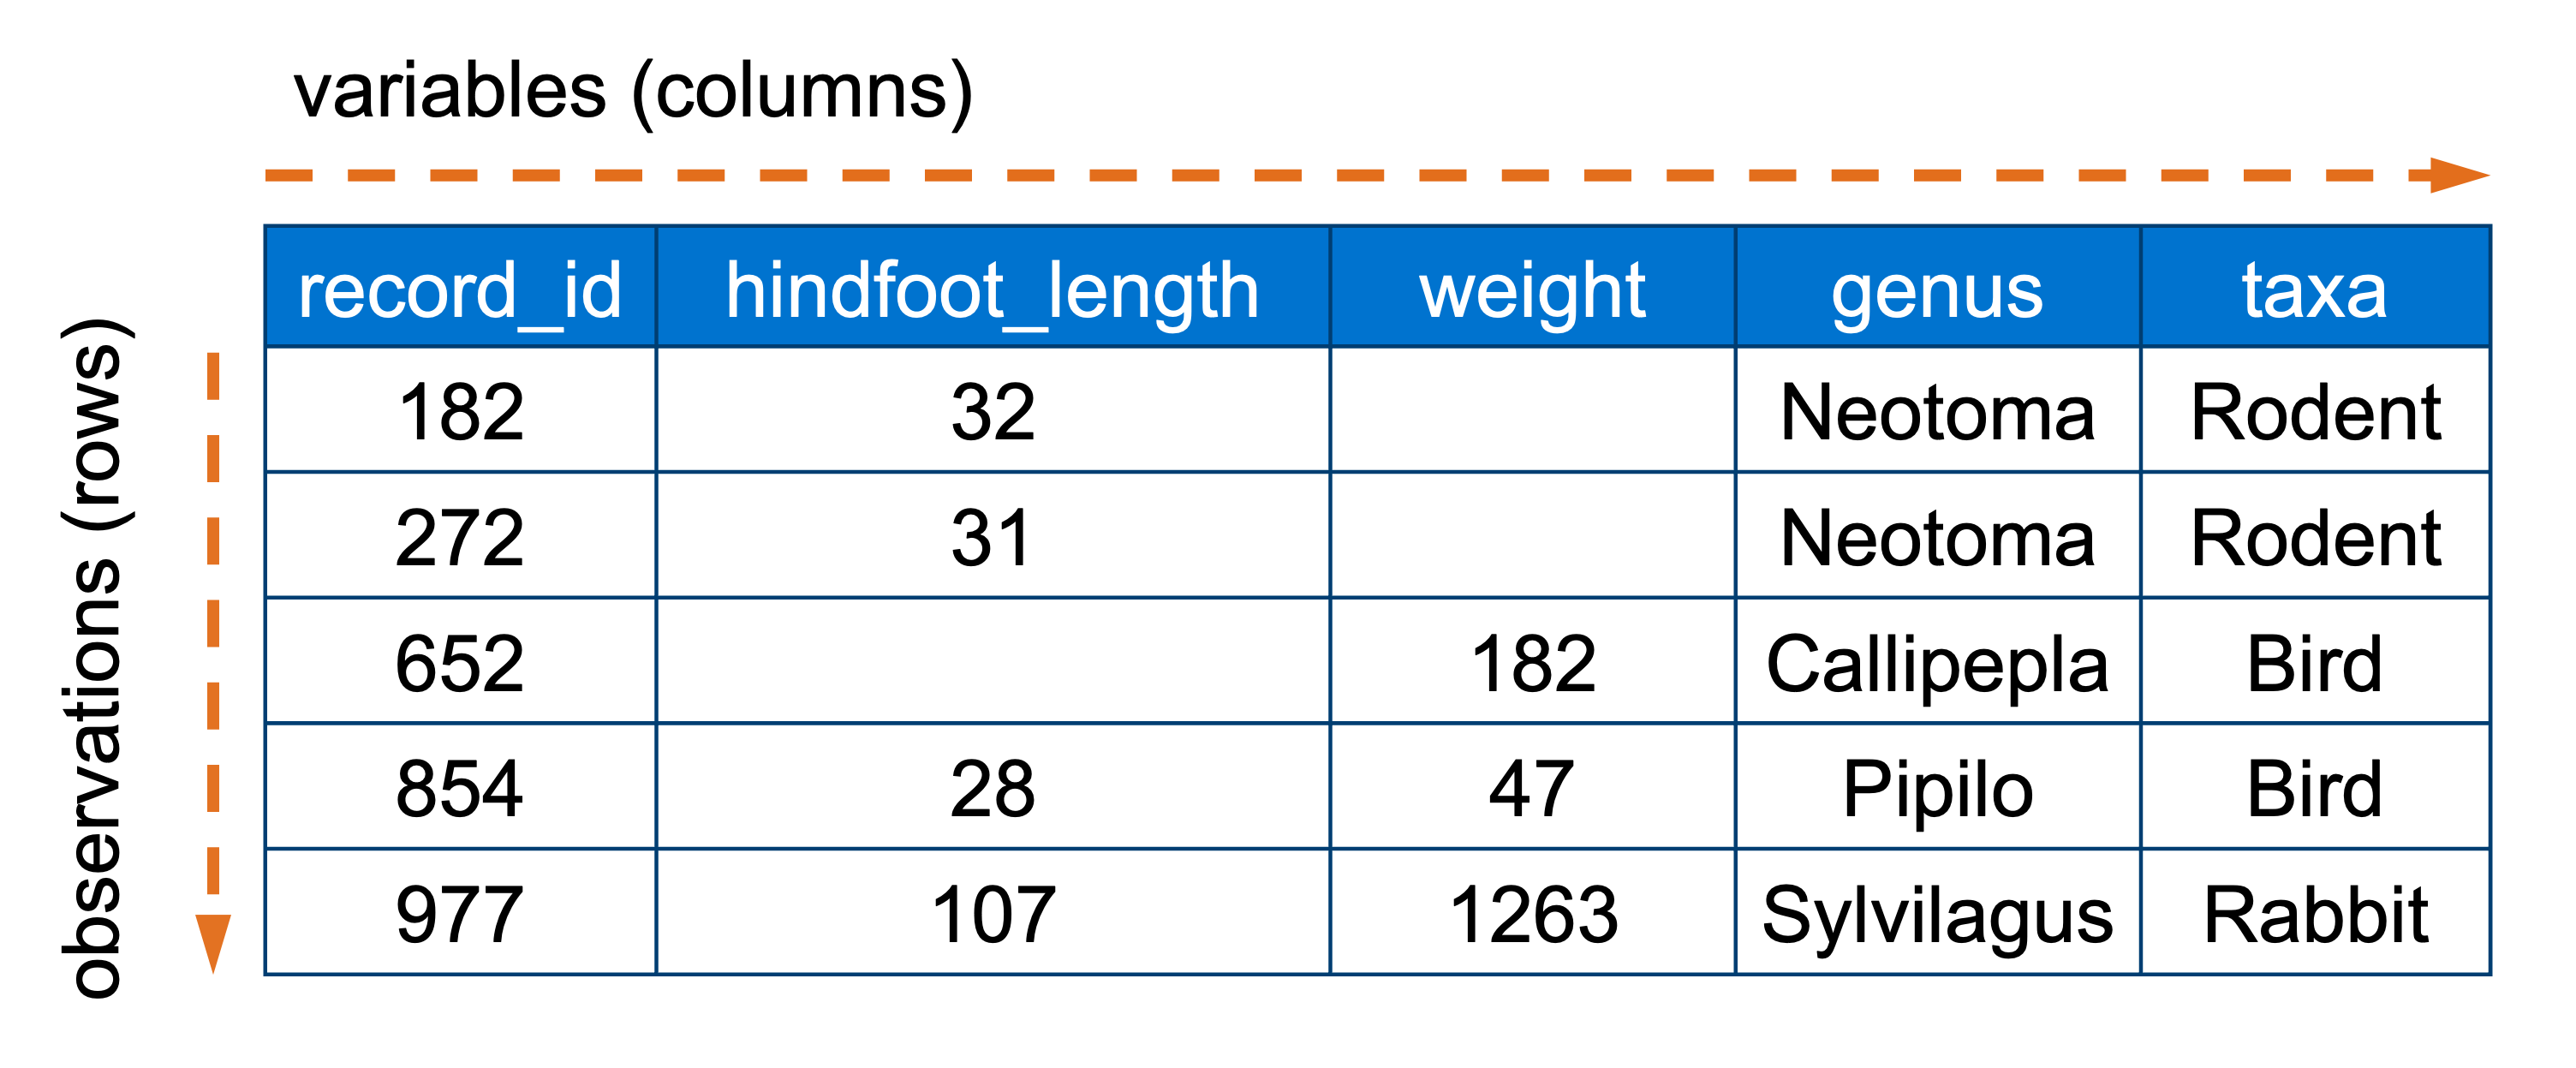 variables (columns)
observations (rows)
record_id hindfoot_length weight genus taxa
182 32 Neotoma Rodent
272 31 Neotoma Rodent
652 182 Callipepla Bird
854 28 47 Pipilo Bird
977 107 1263 Sylvilagus Rabbit